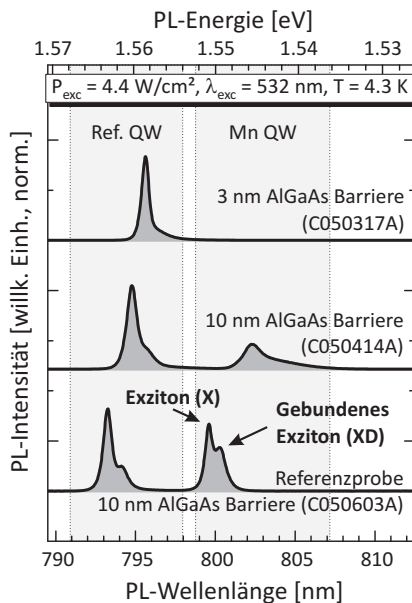 PL-Energie [eV]
1.57 1.56 1.55 1.54 1.53
P_exc = 4.4 W/cm², λ_exc = 532 nm, T = 4.3 K
Ref. QW Mn QW
3 nm AlGaAs Barriere
(C050317A)
10 nm AlGaAs Barriere
(C050414A)
Exziton (X)
Gebundenes
Exziton (XD)
Referenzprobe
10 nm AlGaAs Barriere (C050603A)
790 795 800 805 810
PL-Wellenlänge [nm]
PL-Intensität [willk. Einh., norm.]